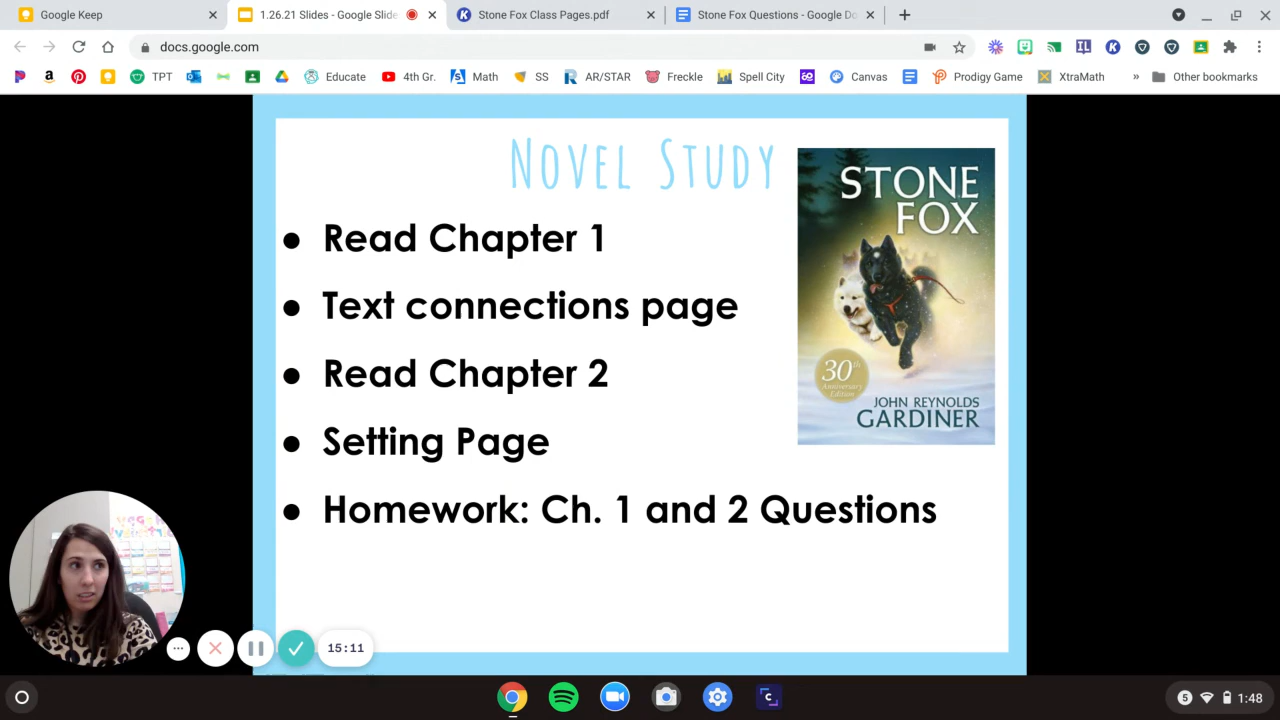 Google Keep
1.26.21 Slides - Google Slide
Stone Fox Class Pages.pdf
Stone Fox Questions - Google Do
docs.google.com
TPT
Educate
4th Gr.
Math
SS
AR/STAR
Freckle
Spell City
Canvas
Prodigy Game
XtraMath
»
Other bookmarks
NOVEL STUDY
STONE
FOX
30th
Anniversary
Edition
JOHN REYNOLDS
GARDINER
● Read Chapter 1
● Text connections page
● Read Chapter 2
● Setting Page
● Homework: Ch. 1 and 2 Questions
15:11
5
1:48